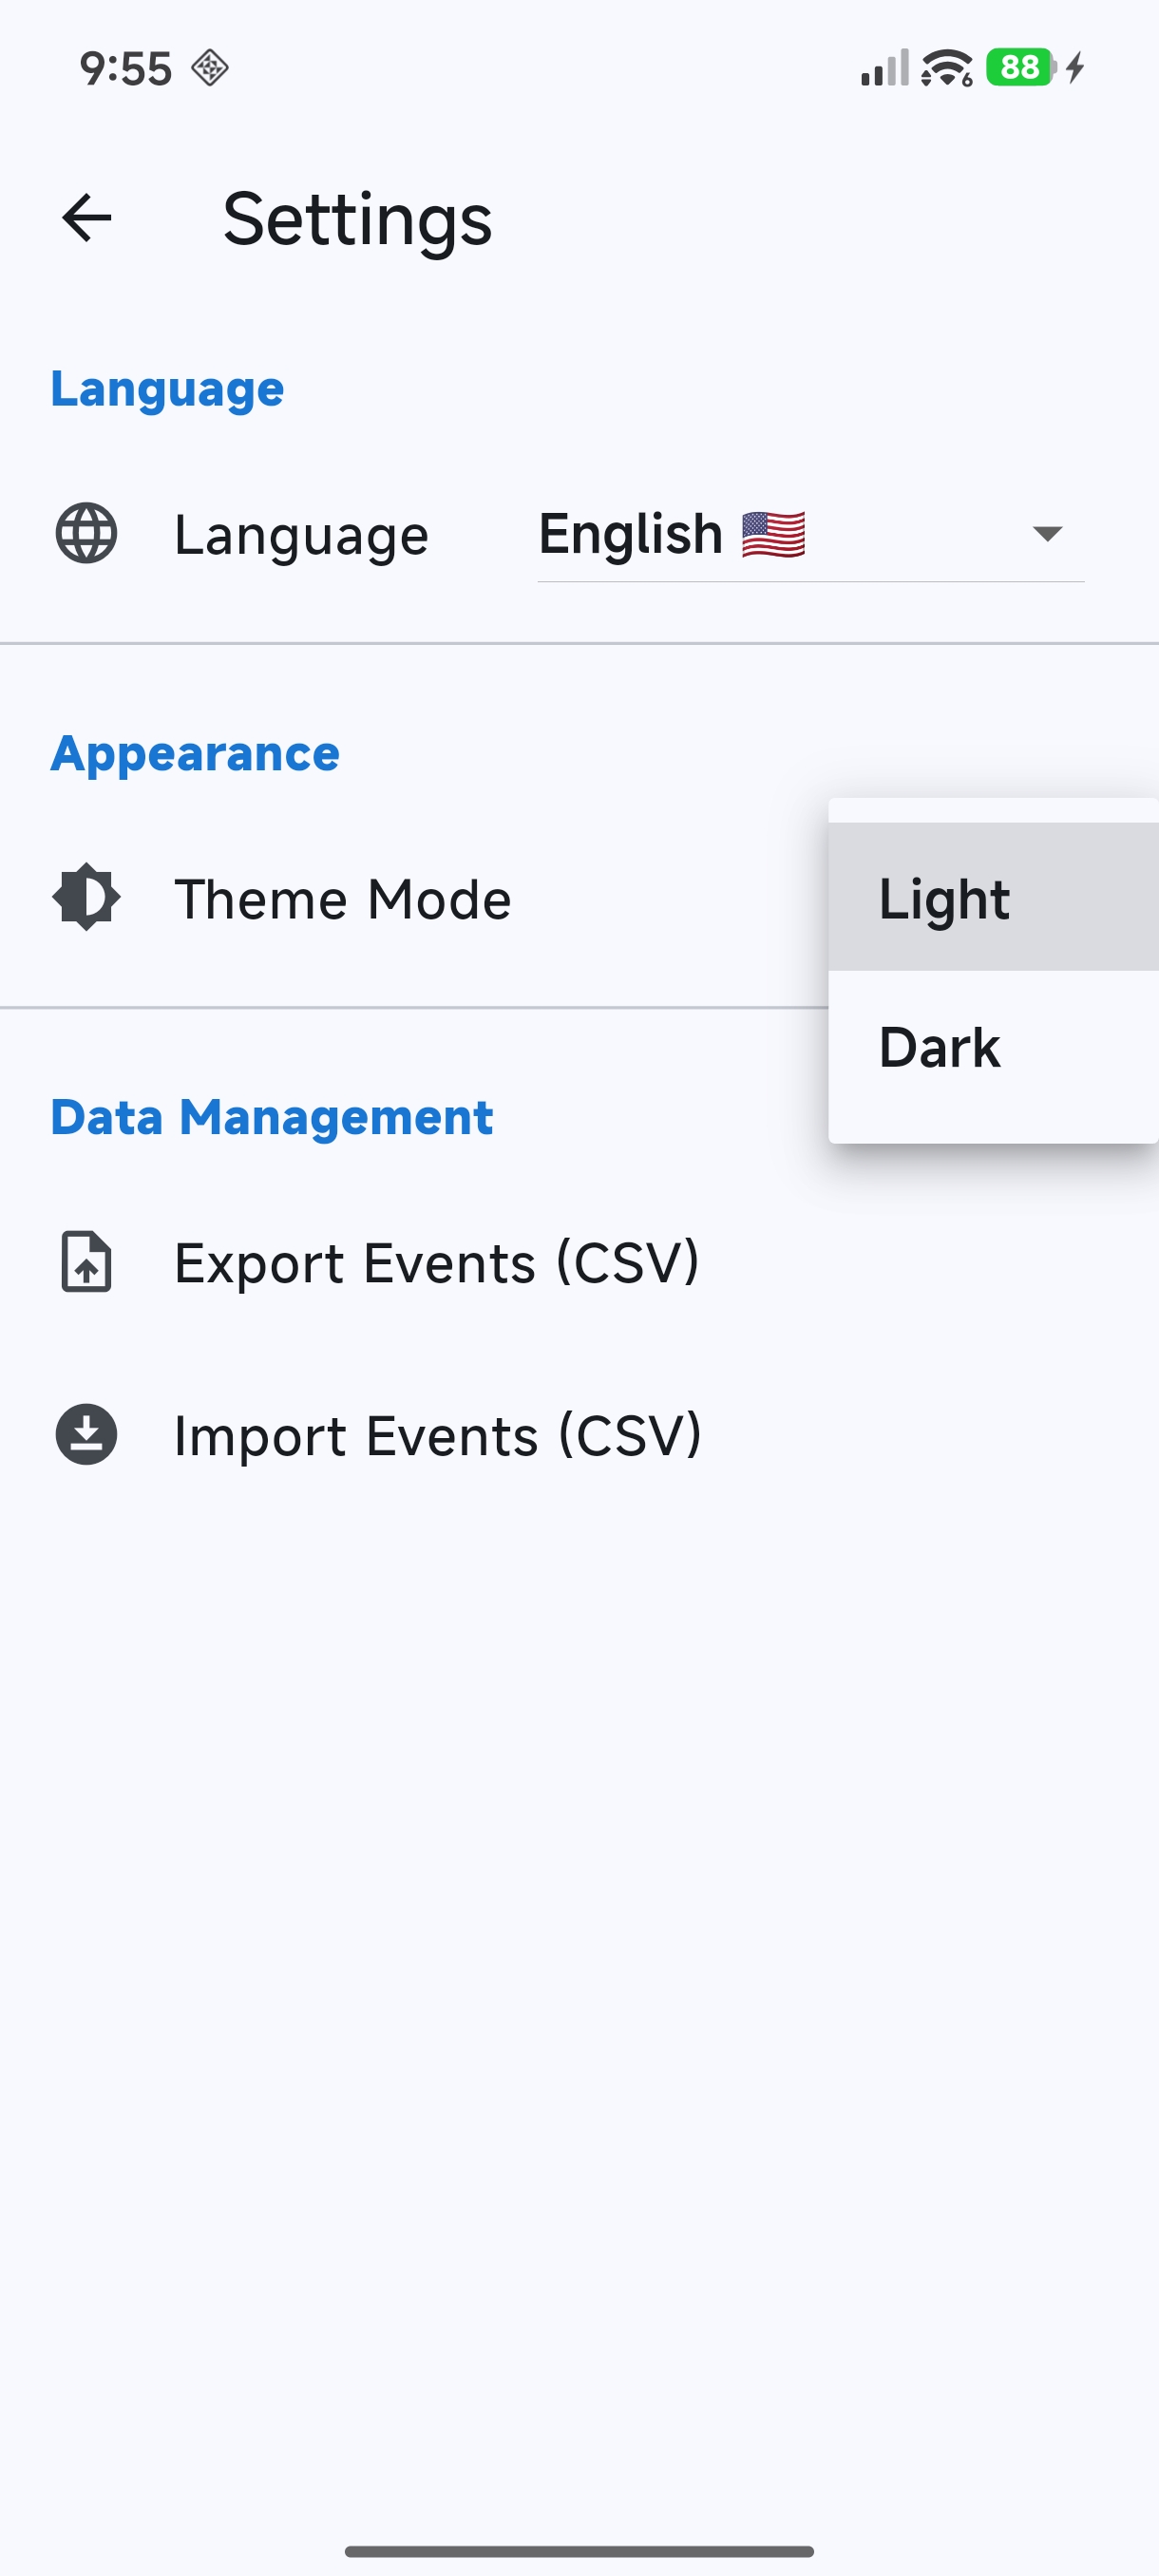 9:55
88
Settings
Language
Language
English
Appearance
Theme Mode
Light
Dark
Data Management
Export Events (CSV)
Import Events (CSV)